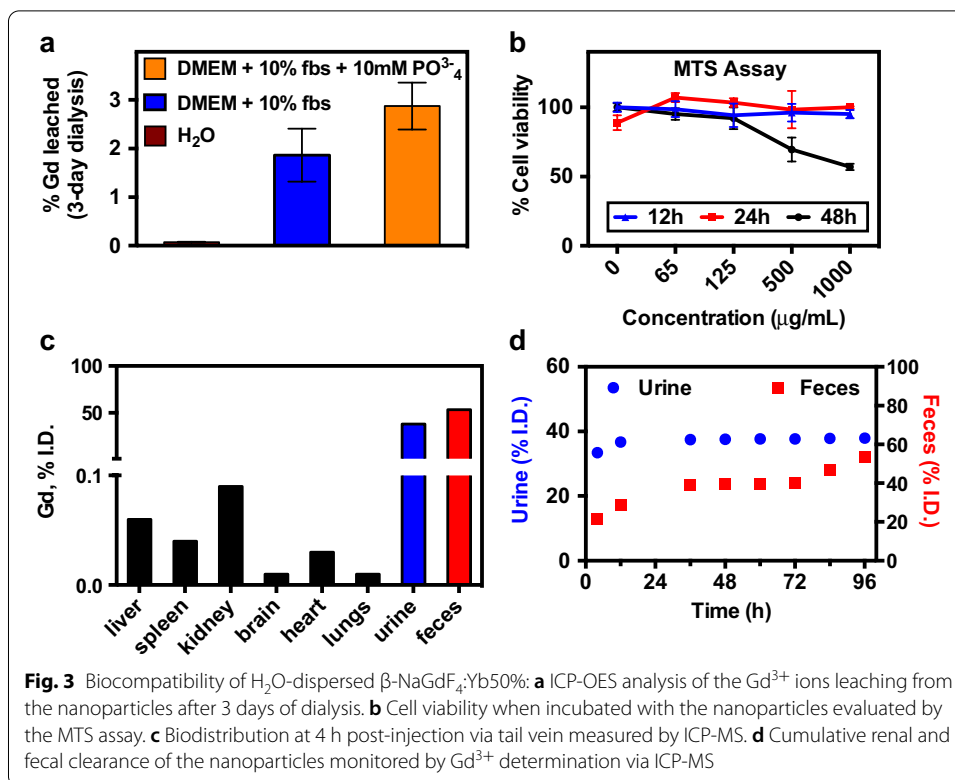 a
% Gd leached
(3-day dialysis)
3
2
1
0
DMEM + 10% fbs + 10mM PO³⁻₄
DMEM + 10% fbs
H₂O
b
MTS Assay
% Cell viability
100
50
0
12h 24h 48h
0 65 125 500 1000
Concentration (μg/mL)
c
Gd, % I.D.
100
50
0.1
0.0
liver spleen kidney brain heart lungs urine feces
d
Urine (% I.D.)
60
40
20
0
Urine Feces
100
80
60
40
20
0
Feces (% I.D.)
0 24 48 72 96
Time (h)
Fig. 3 Biocompatibility of H₂O-dispersed β-NaGdF₄:Yb50%: a ICP-OES analysis of the Gd³⁺ ions leaching from
the nanoparticles after 3 days of dialysis. b Cell viability when incubated with the nanoparticles evaluated by
the MTS assay. c Biodistribution at 4 h post-injection via tail vein measured by ICP-MS. d Cumulative renal and
fecal clearance of the nanoparticles monitored by Gd³⁺ determination via ICP-MS